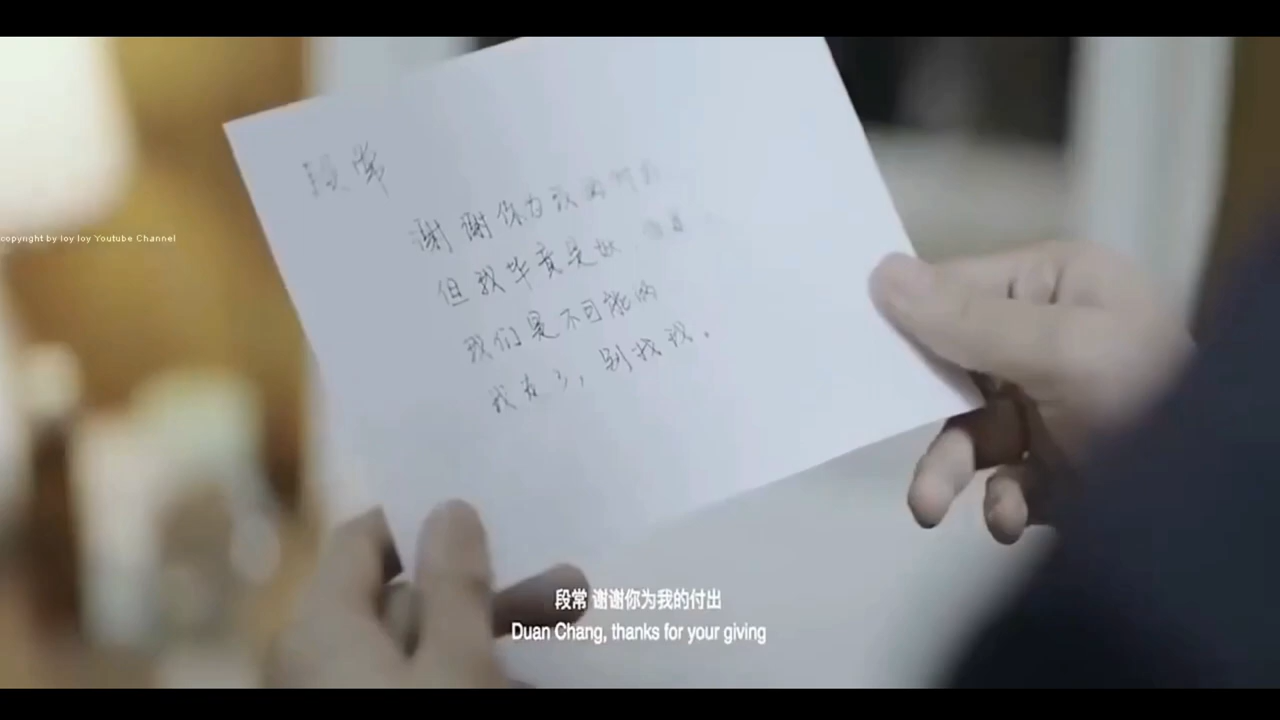 段常
谢谢你为我的
copyright by loy loy Youtube Channel
但我毕竟是
我们是不可能的
我走了，别找我。
段常 谢谢你为我的付出
Duan Chang, thanks for your giving